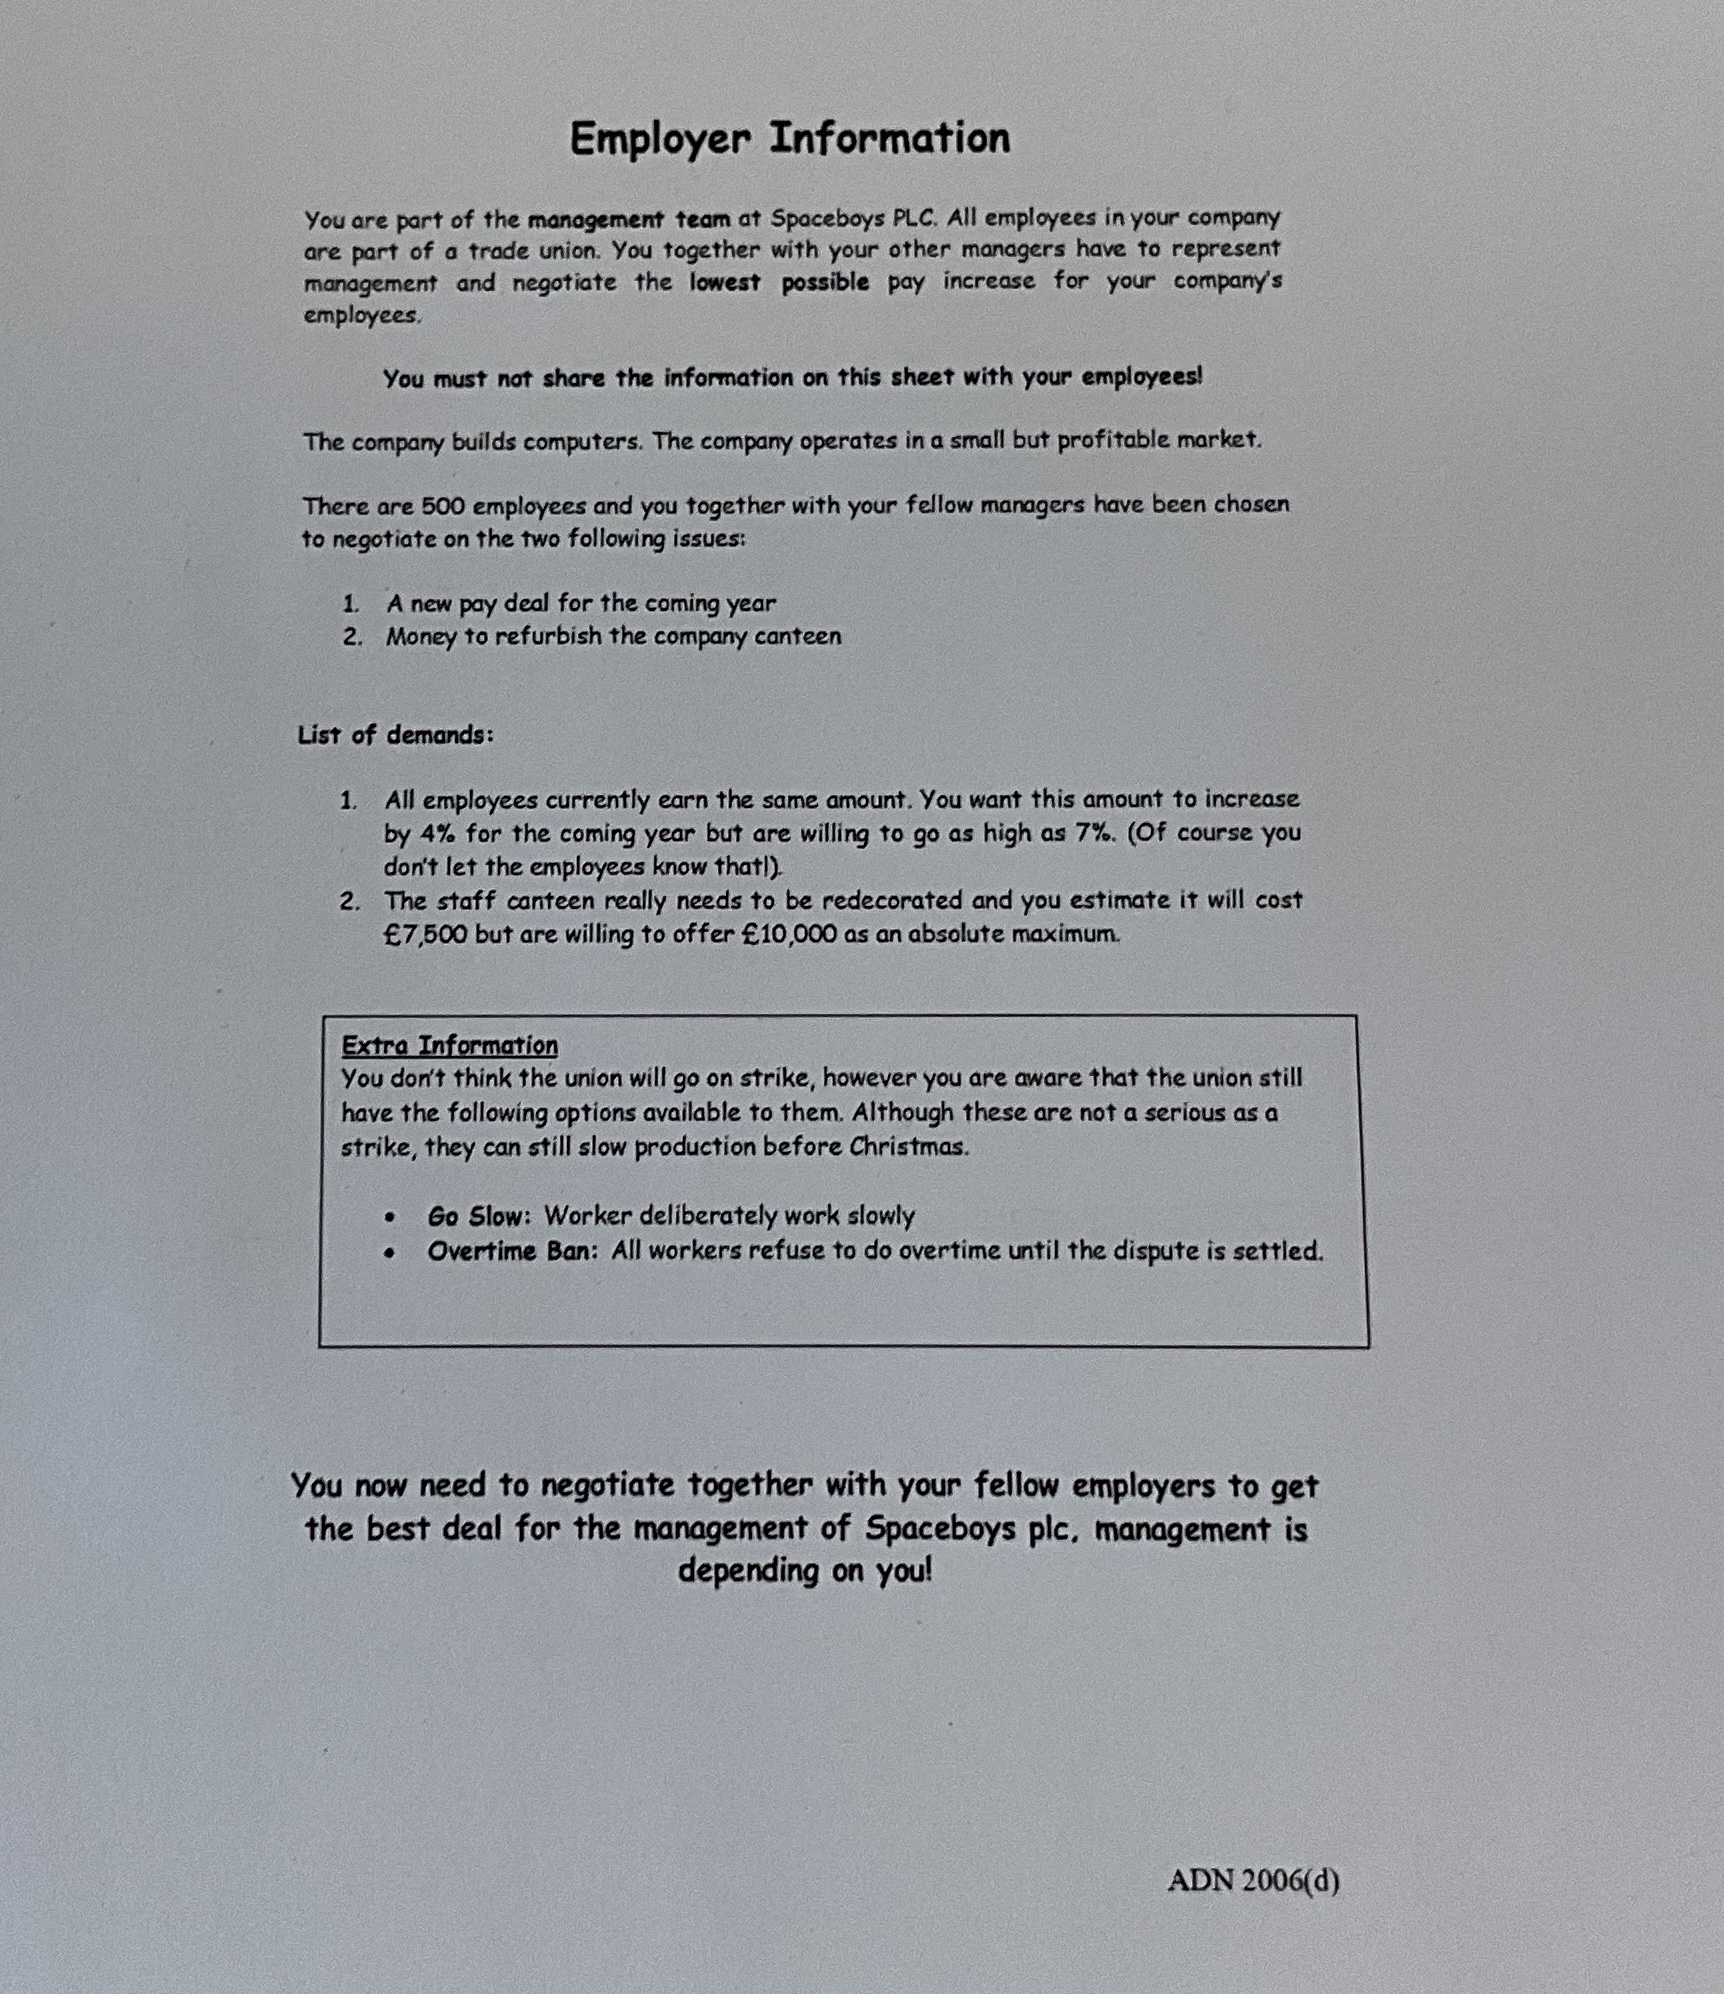 Employer Information
You are part of the management team at Spaceboys PLC. All employees in your company
are part of a trade union. You together with your other managers have to represent
management and negotiate the lowest possible pay increase for your company's
employees.
You must not share the information on this sheet with your employees!
The company builds computers. The company operates in a small but profitable market.
There are 500 employees and you together with your fellow managers have been chosen
to negotiate on the two following issues:
1. A new pay deal for the coming year
2. Money to refurbish the company canteen
List of demands:
1. All employees currently earn the same amount. You want this amount to increase
by 4% for the coming year but are willing to go as high as 7%. (Of course you
don't let the employees know that!).
2. The staff canteen really needs to be redecorated and you estimate it will cost
£7,500 but are willing to offer £10,000 as an absolute maximum.
Extra Information
You don't think the union will go on strike, however you are aware that the union still
have the following options available to them. Although these are not a serious as a
strike, they can still slow production before Christmas.
• Go Slow: Worker deliberately work slowly
• Overtime Ban: All workers refuse to do overtime until the dispute is settled.
You now need to negotiate together with your fellow employers to get
the best deal for the management of Spaceboys plc, management is
depending on you!
ADN 2006(d)